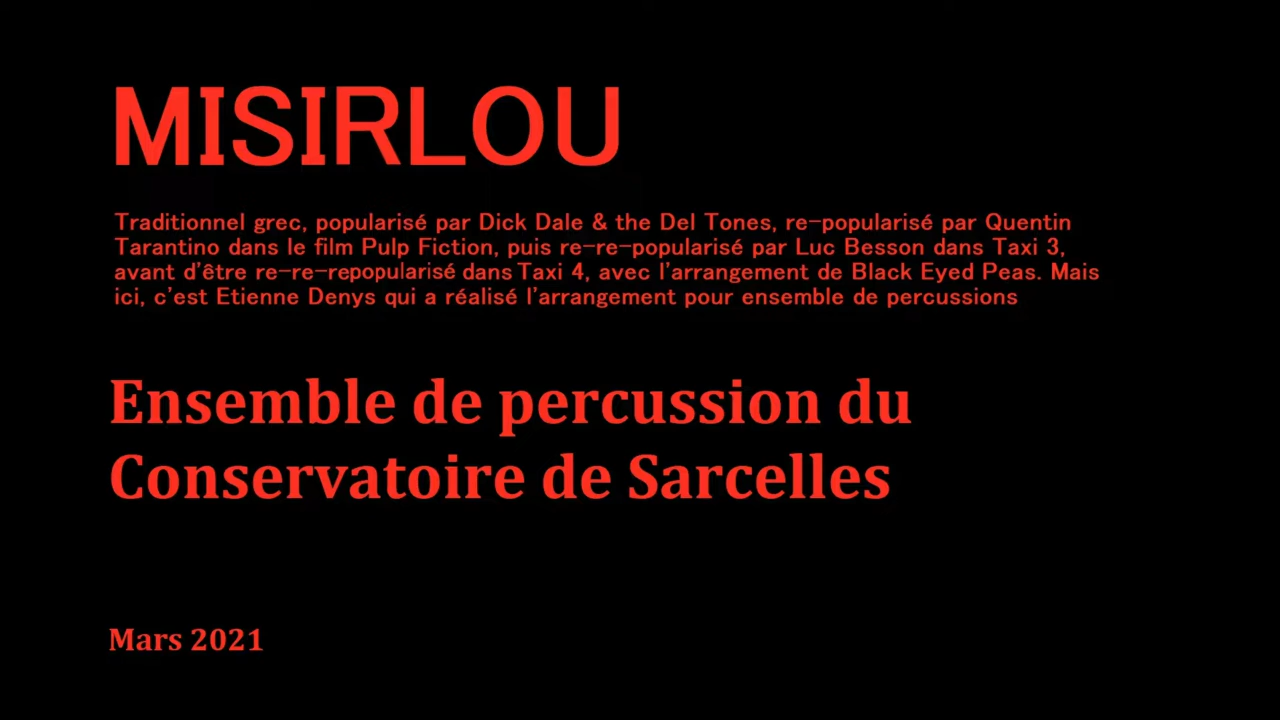 MISIRLOU
Traditionnel grec, popularisé par Dick Dale & the Del Tones, re-popularisé par Quentin
Tarantino dans le film Pulp Fiction, puis re-re-popularisé par Luc Besson dans Taxi 3,
avant d'être re-re-repopularisé dans Taxi 4, avec l'arrangement de Black Eyed Peas. Mais
ici, c'est Etienne Denys qui a réalisé l'arrangement pour ensemble de percussions
Ensemble de percussion du
Conservatoire de Sarcelles
Mars 2021